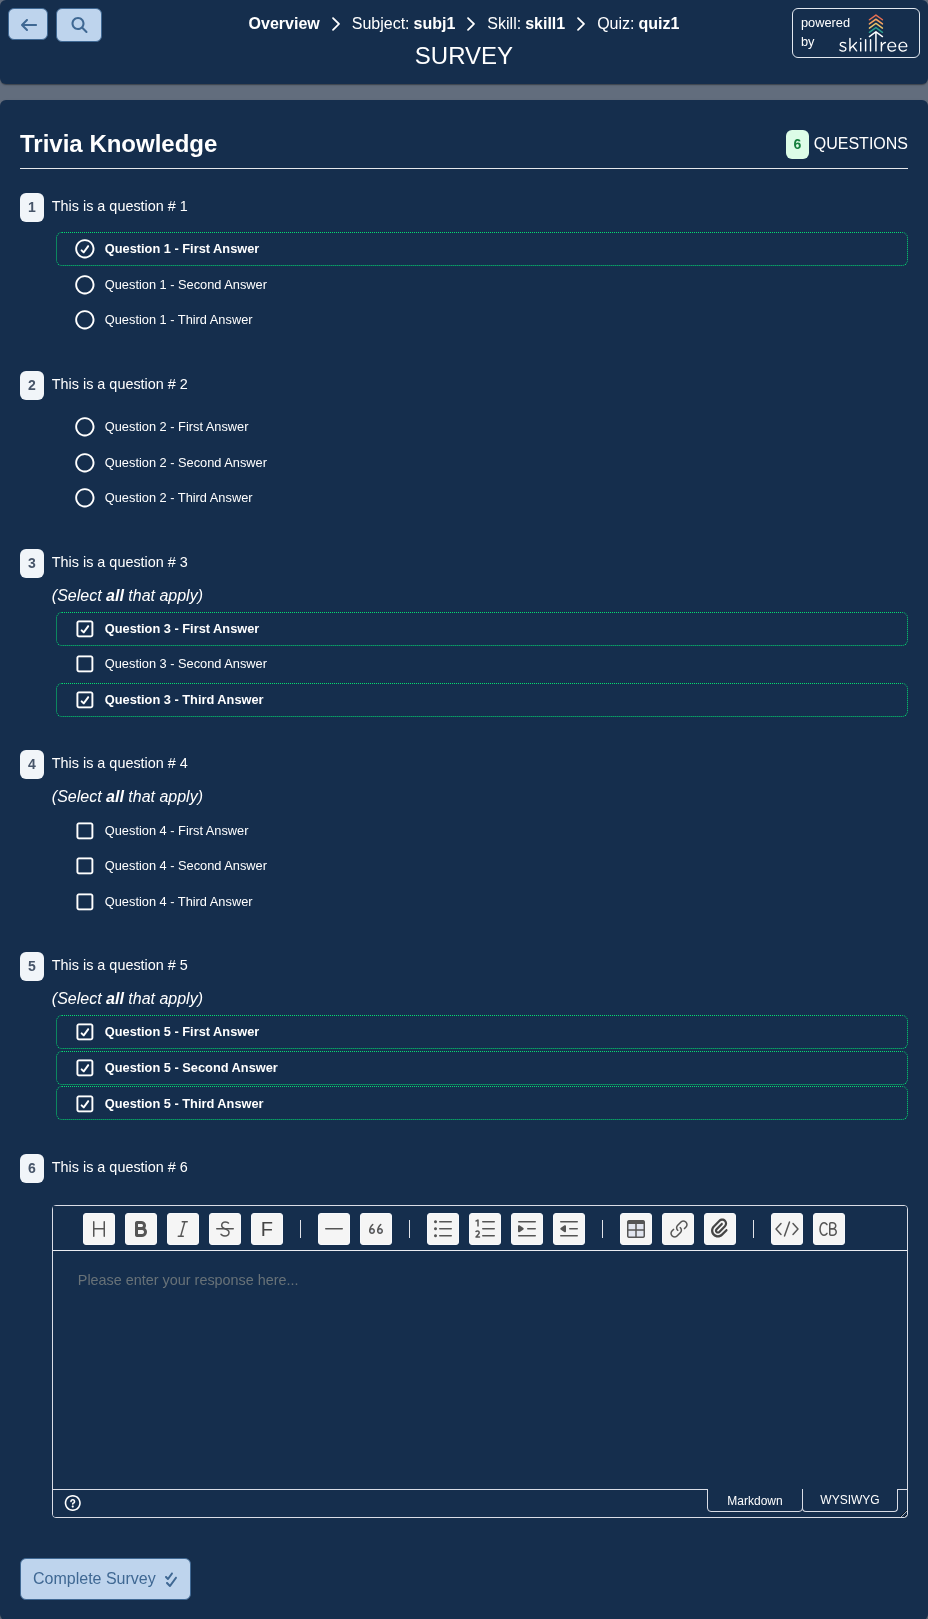 Overview > Subject: subj1 > Skill: skill1 > Quiz: quiz1
SURVEY
powered by skilltree
Trivia Knowledge
6 QUESTIONS
1 This is a question # 1
Question 1 - First Answer
Question 1 - Second Answer
Question 1 - Third Answer
2 This is a question # 2
Question 2 - First Answer
Question 2 - Second Answer
Question 2 - Third Answer
3 This is a question # 3
(Select all that apply)
Question 3 - First Answer
Question 3 - Second Answer
Question 3 - Third Answer
4 This is a question # 4
(Select all that apply)
Question 4 - First Answer
Question 4 - Second Answer
Question 4 - Third Answer
5 This is a question # 5
(Select all that apply)
Question 5 - First Answer
Question 5 - Second Answer
Question 5 - Third Answer
6 This is a question # 6
H B I S F — “ </> CB
Please enter your response here...
Markdown WYSIWYG
Complete Survey